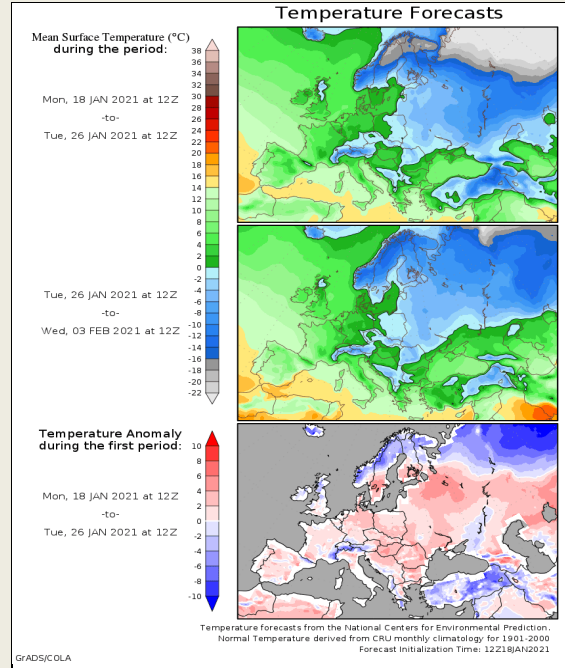 Temperature Forecasts
Mean Surface Temperature (°C)
during the period:
Mon, 18 JAN 2021 at 12Z
-to-
Tue, 26 JAN 2021 at 12Z
38
36
34
32
30
28
26
24
22
20
18
16
14
12
10
8
6
4
2
0
-2
-4
-6
-8
-10
-12
-14
-16
-18
-20
-22
Tue, 26 JAN 2021 at 12Z
-to-
Wed, 03 FEB 2021 at 12Z
Temperature Anomaly
during the first period:
Mon, 18 JAN 2021 at 12Z
-to-
Tue, 26 JAN 2021 at 12Z
10
8
6
4
2
0
-2
-4
-6
-8
-10
Temperature forecasts from the National Centers for Environmental Prediction.
Normal Temperature derived from CRU monthly climatology for 1901-2000
Forecast Initialization Time: 12Z18JAN2021
GrADS/COLA